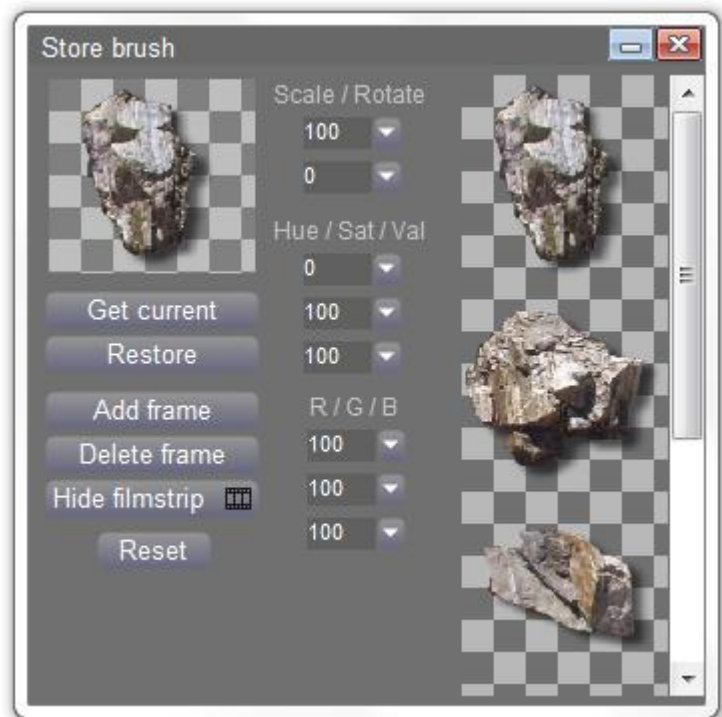 Store brush
Scale / Rotate
100
0
Hue / Sat / Val
0
100
100
R / G / B
100
100
100
Get current
Restore
Add frame
Delete frame
Hide filmstrip
Reset